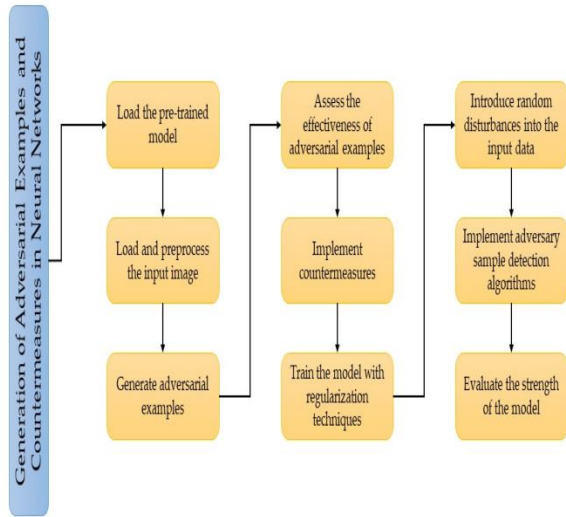 Generation of Adversarial Examples and
Countermeasures in Neural Networks
Load the pre-trained
model
Load and preprocess
the input image
Generate adversarial
examples
Assess the
effectiveness of
adversarial examples
Implement
countermeasures
Train the model with
regularization
techniques
Introduce random
disturbances into the
input data
Implement adversary
sample detection
algorithms
Evaluate the strength
of the model